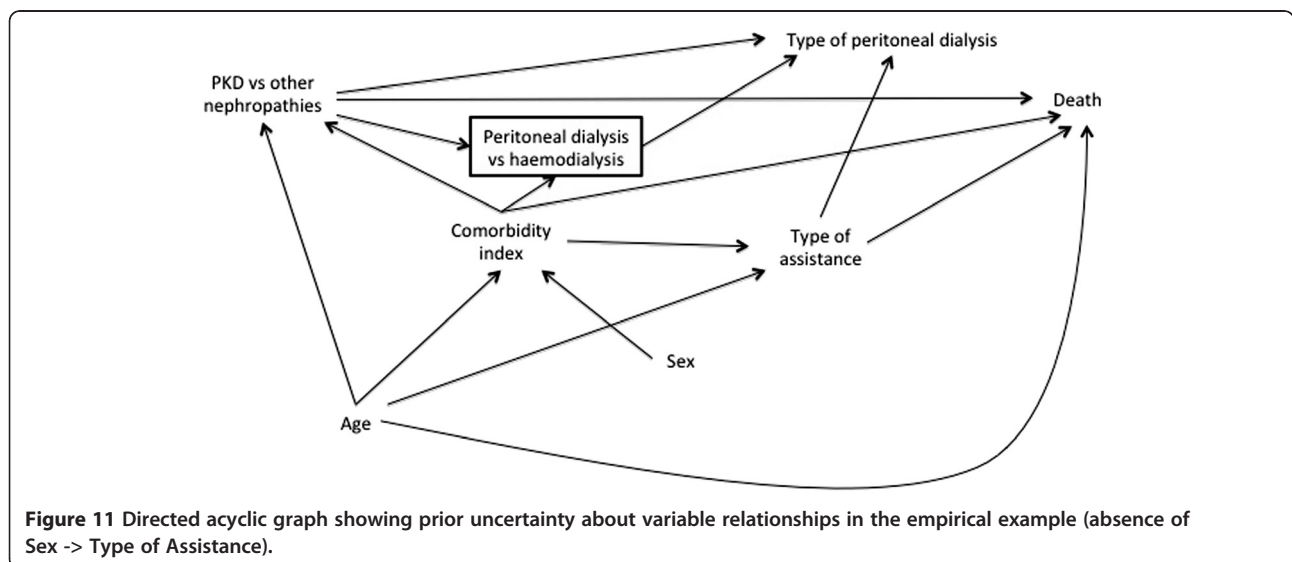 Type of peritoneal dialysis
PKD vs other
nephropathies
Death
Peritoneal dialysis
vs haemodialysis
Comorbidity
index
Type of
assistance
Sex
Age
Figure 11 Directed acyclic graph showing prior uncertainty about variable relationships in the empirical example (absence of
Sex -> Type of Assistance).